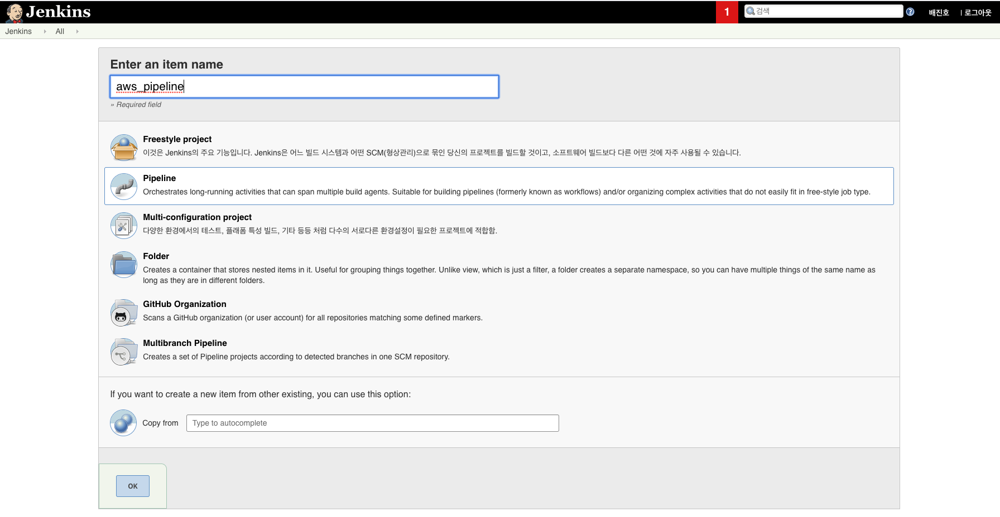 Jenkins
1
검색
배진호
| 로그아웃
Jenkins
All
Enter an item name
aws_pipeline
» Required field
Freestyle project
이것은 Jenkins의 주요 기능입니다. Jenkins은 어느 빌드 시스템과 어떤 SCM(형상관리)으로 묶인 당신의 프로젝트를 빌드할 것이고, 소프트웨어 빌드보다 다른 어떤 것에 자주 사용될 수 있습니다.
Pipeline
Orchestrates long-running activities that can span multiple build agents. Suitable for building pipelines (formerly known as workflows) and/or organizing complex activities that do not easily fit in free-style job type.
Multi-configuration project
다양한 환경에서의 테스트, 플래폼 특성 빌드, 기타 등등 처럼 다수의 서로다른 환경설정이 필요한 프로젝트에 적합함.
Folder
Creates a container that stores nested items in it. Useful for grouping things together. Unlike view, which is just a filter, a folder creates a separate namespace, so you can have multiple things of the same name as
long as they are in different folders.
GitHub Organization
Scans a GitHub organization (or user account) for all repositories matching some defined markers.
Multibranch Pipeline
Creates a set of Pipeline projects according to detected branches in one SCM repository.
If you want to create a new item from other existing, you can use this option:
Copy from
Type to autocomplete
OK